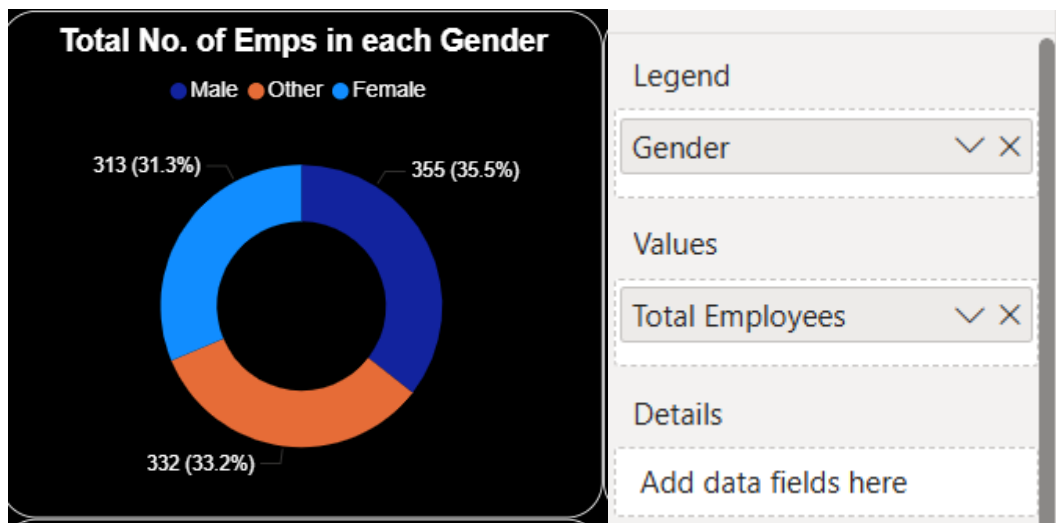 Total No. of Emps in each Gender
Male Other Female
313 (31.3%)
355 (35.5%)
332 (33.2%)
Legend
Gender
Values
Total Employees
Details
Add data fields here